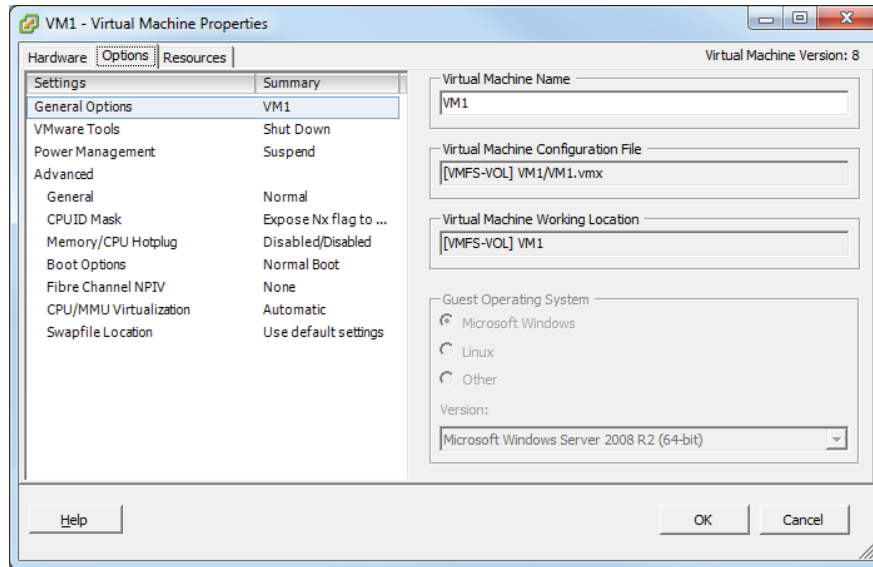 VM1 - Virtual Machine Properties
Hardware Options Resources
Virtual Machine Version: 8
Settings Summary
General Options VM1
VMware Tools Shut Down
Power Management Suspend
Advanced
General Normal
CPUID Mask Expose Nx flag to ...
Memory/CPU Hotplug Disabled/Disabled
Boot Options Normal Boot
Fibre Channel NPIV None
CPU/MMU Virtualization Automatic
Swapfile Location Use default settings
Virtual Machine Name
VM1
Virtual Machine Configuration File
[VMFS-VOL] VM1/VM1.vmx
Virtual Machine Working Location
[VMFS-VOL] VM1
Guest Operating System
Microsoft Windows
Linux
Other
Version:
Microsoft Windows Server 2008 R2 (64-bit)
Help
OK
Cancel